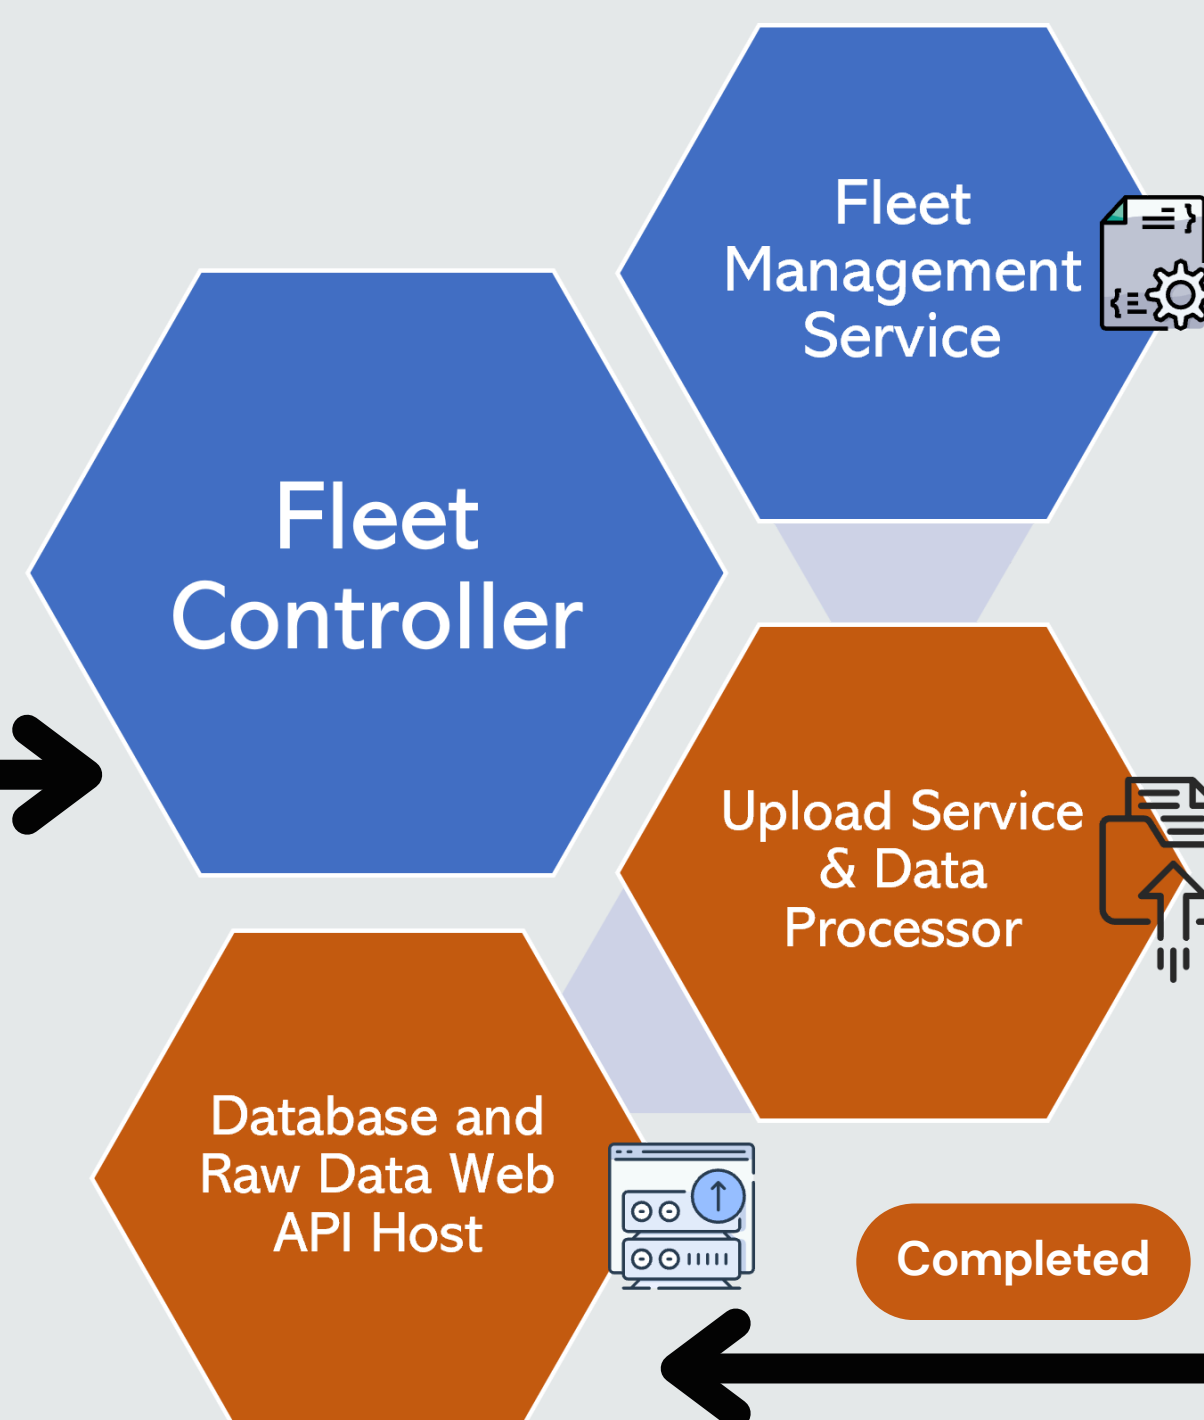 Fleet
Management
Service
Fleet
Controller
Upload Service
& Data
Processor
Database and
Raw Data Web
API Host
Completed